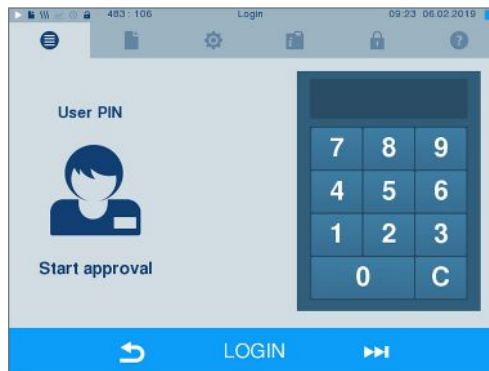 483 : 106 Login 09:23 06.02.2019
User PIN
7 8 9
4 5 6
1 2 3
0 C
Start approval
LOGIN